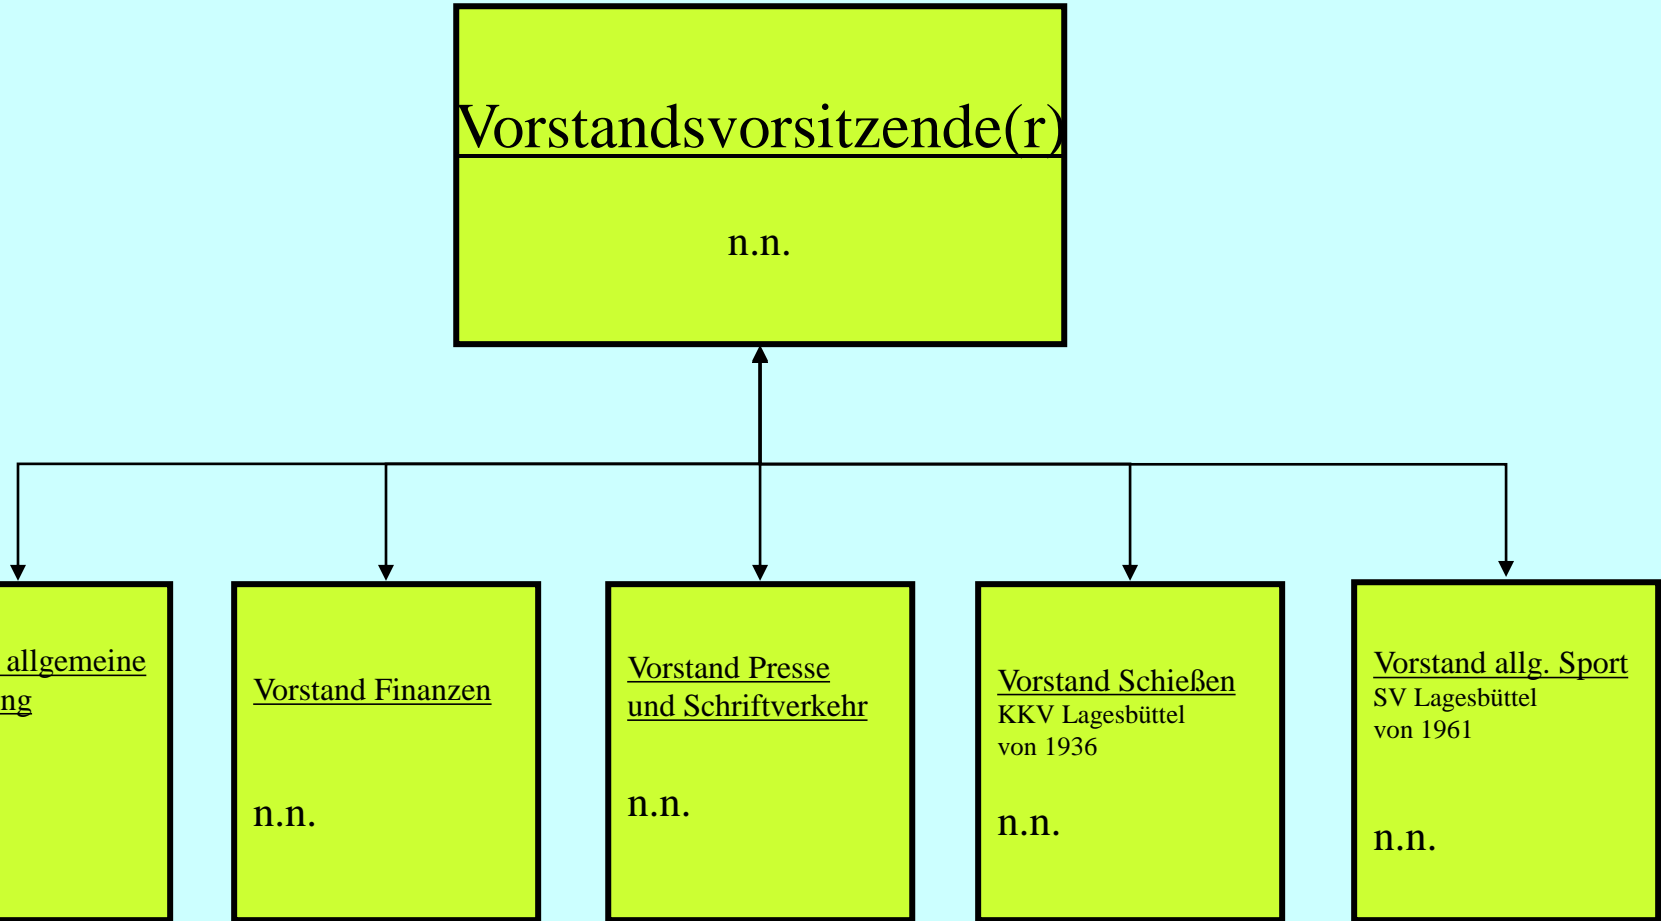 Vorstandsvorsitzende(r)
n.n.
allgemeine
ng
Vorstand Finanzen
n.n.
Vorstand Presse
und Schriftverkehr
n.n.
Vorstand Schießen
KKV Lagesbüttel
von 1936
n.n.
Vorstand allg. Sport
SV Lagesbüttel
von 1961
n.n.